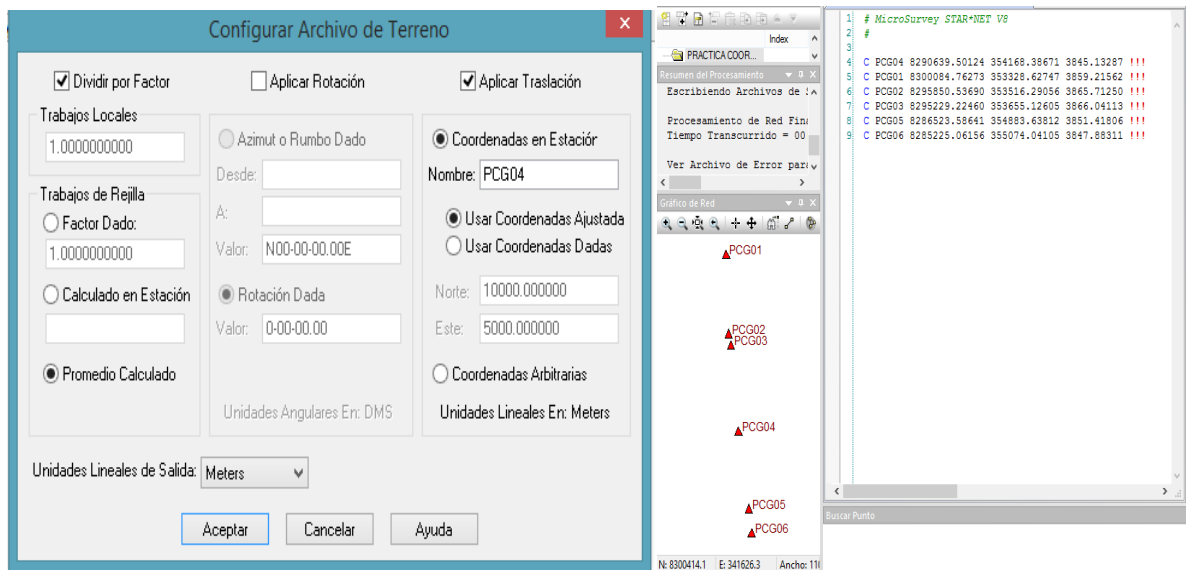 Configurar Archivo de Terreno
Dividir por Factor
Aplicar Rotación
Aplicar Traslación
Trabajos Locales
1.0000000000
Trabajos de Rejilla
Factor Dado:
1.0000000000
Calculado en Estación
Promedio Calculado
Azimut o Rumbo Dado
Desde:
A:
Valor: N00-00-00.00E
Rotación Dada
Valor: 0-00-00.00
Unidades Angulares En: DMS
Coordenadas en Estación
Nombre: PCG04
Usar Coordenadas Ajustada
Usar Coordenadas Dadas
Norte: 10000.000000
Este: 5000.000000
Coordenadas Arbitrarias
Unidades Lineales En: Meters
Unidades Lineales de Salida: Meters
Aceptar Cancelar Ayuda
Index
PRACTICA COOR...
Resumen del Procesamiento
Escribiendo Archivos de
Procesamiento de Red Fina
Tiempo Transcurrido = 00
Ver Archivo de Error para
Gráfico de Red
PCG01
PCG02
PCG03
PCG04
PCG05
PCG06
N: 8300414.1 E: 341626.3 Ancho: 110
1 # MicroSurvey STAR*NET V8
2 #
3
4 C PCG04 8290639.50124 354168.38671 3845.13287 !!!
5 C PCG01 8300084.76273 353328.62747 3859.21562 !!!
6 C PCG02 8295850.53690 353516.29056 3865.71250 !!!
7 C PCG03 8295229.22460 353655.12605 3866.04113 !!!
8 C PCG05 8286523.58641 354883.63812 3851.41806 !!!
9 C PCG06 8285225.06156 355074.04105 3847.88311 !!!
Buscar Punto